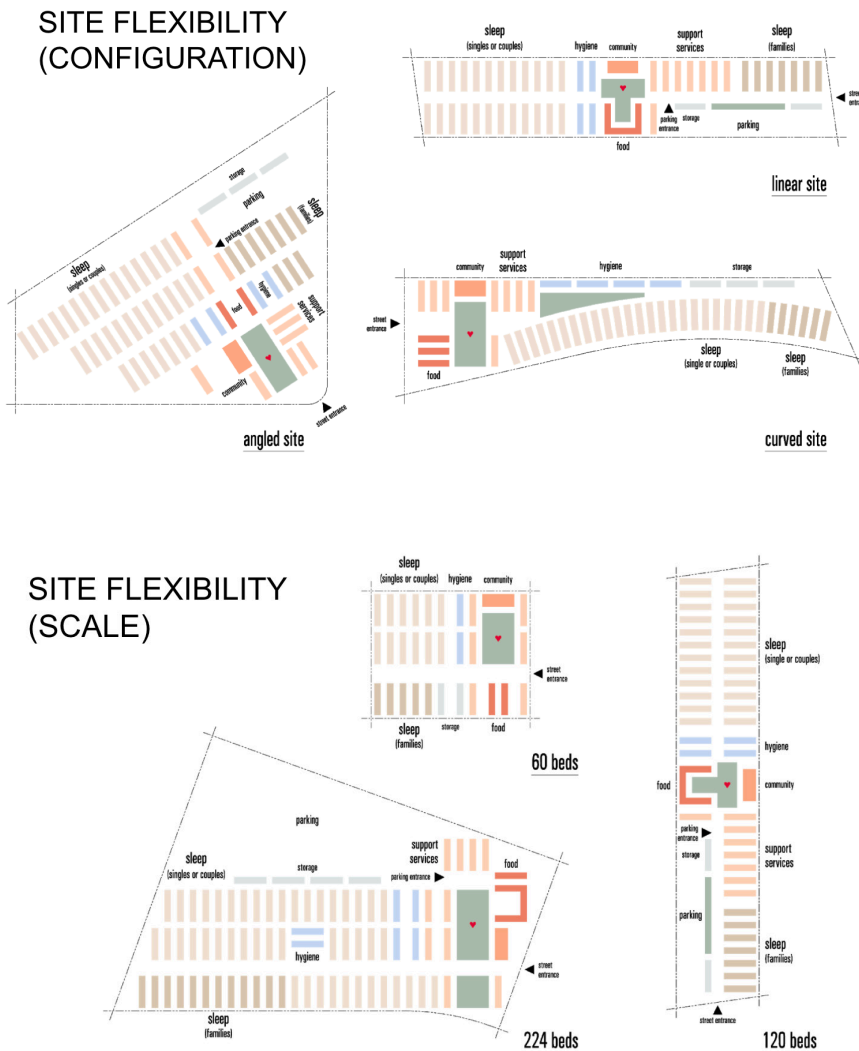 SITE FLEXIBILITY
(CONFIGURATION)
sleep
(singles or couples)
hygiene
community
support
services
sleep
(families)
street
parking
entrance
storage
parking
food
linear site
storage
parking
parking entrance
sleep
(families)
sleep
(singles or couples)
hygiene
food
support
services
community
street entrance
angled site
community
support
services
hygiene
storage
street
entrance
food
sleep
(single or couples)
sleep
(families)
curved site
SITE FLEXIBILITY
(SCALE)
sleep
(singles or couples)
hygiene
community
street
entrance
sleep
(families)
storage
food
60 beds
sleep
(single or couples)
hygiene
food
community
parking
entrance
storage
support
services
parking
sleep
(families)
street entrance
120 beds
parking
support
services
food
sleep
(singles or couples)
storage
parking entrance
hygiene
street
entrance
sleep
(families)
224 beds